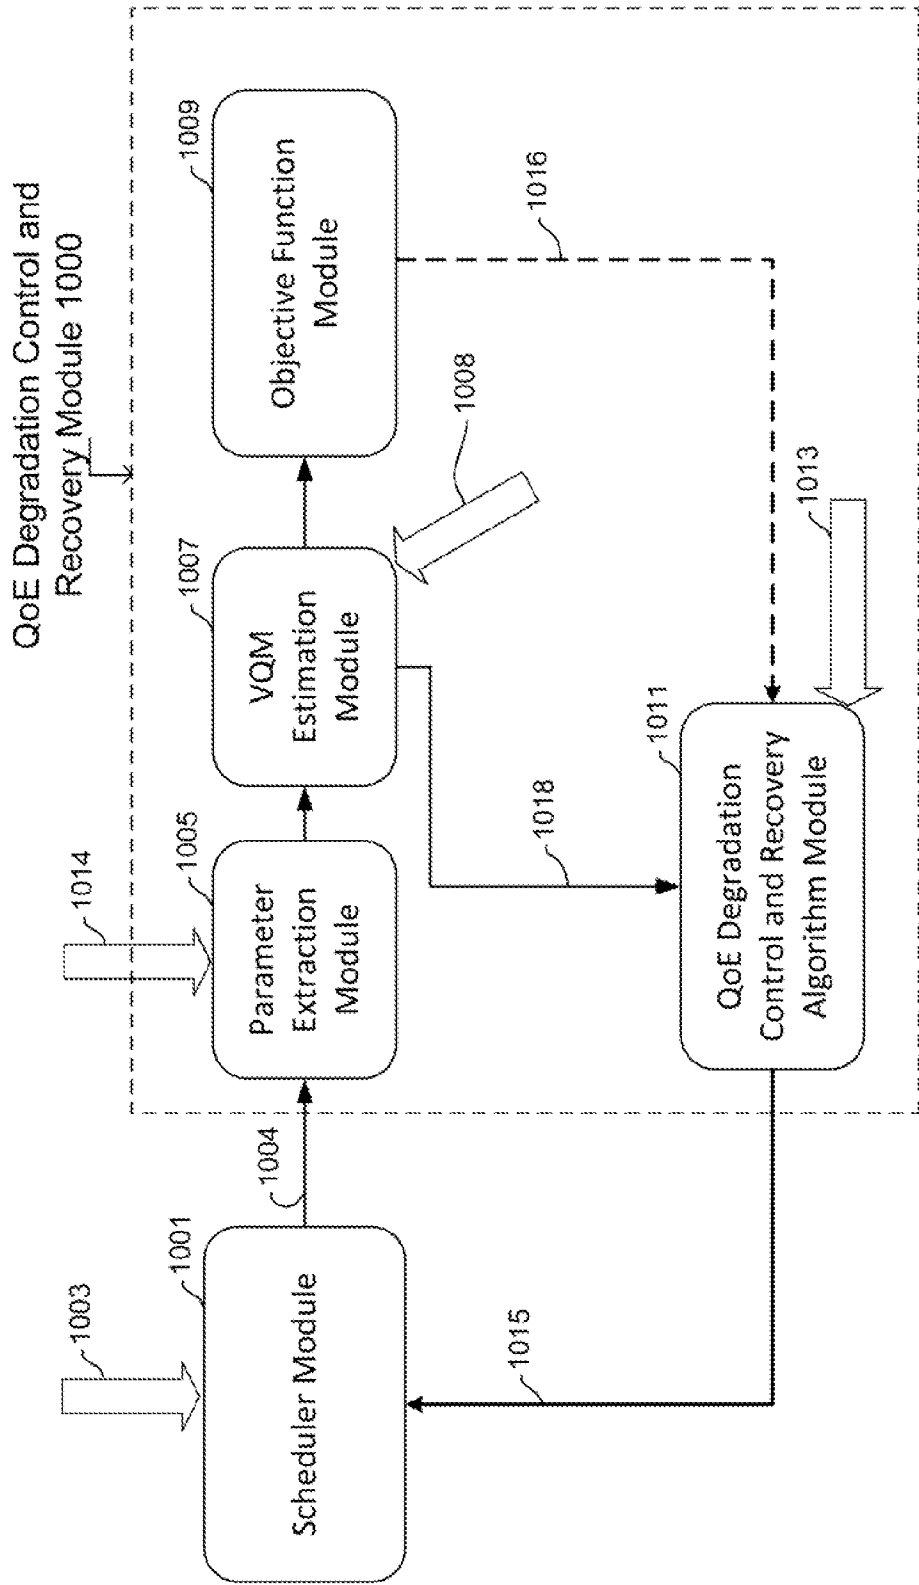 QoE Degradation Control and
Recovery Module 1000
1003
1001
Scheduler Module
1004
1014
1005
Parameter
Extraction
Module
1007
VQM
Estimation
Module
1008
1009
Objective Function
Module
1016
1018
1011
QoE Degradation
Control and Recovery
Algorithm Module
1013
1015